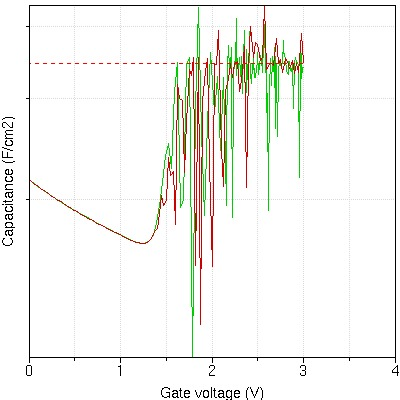 Capacitance (F/cm2)
0 1 2 3 4
Gate voltage (V)